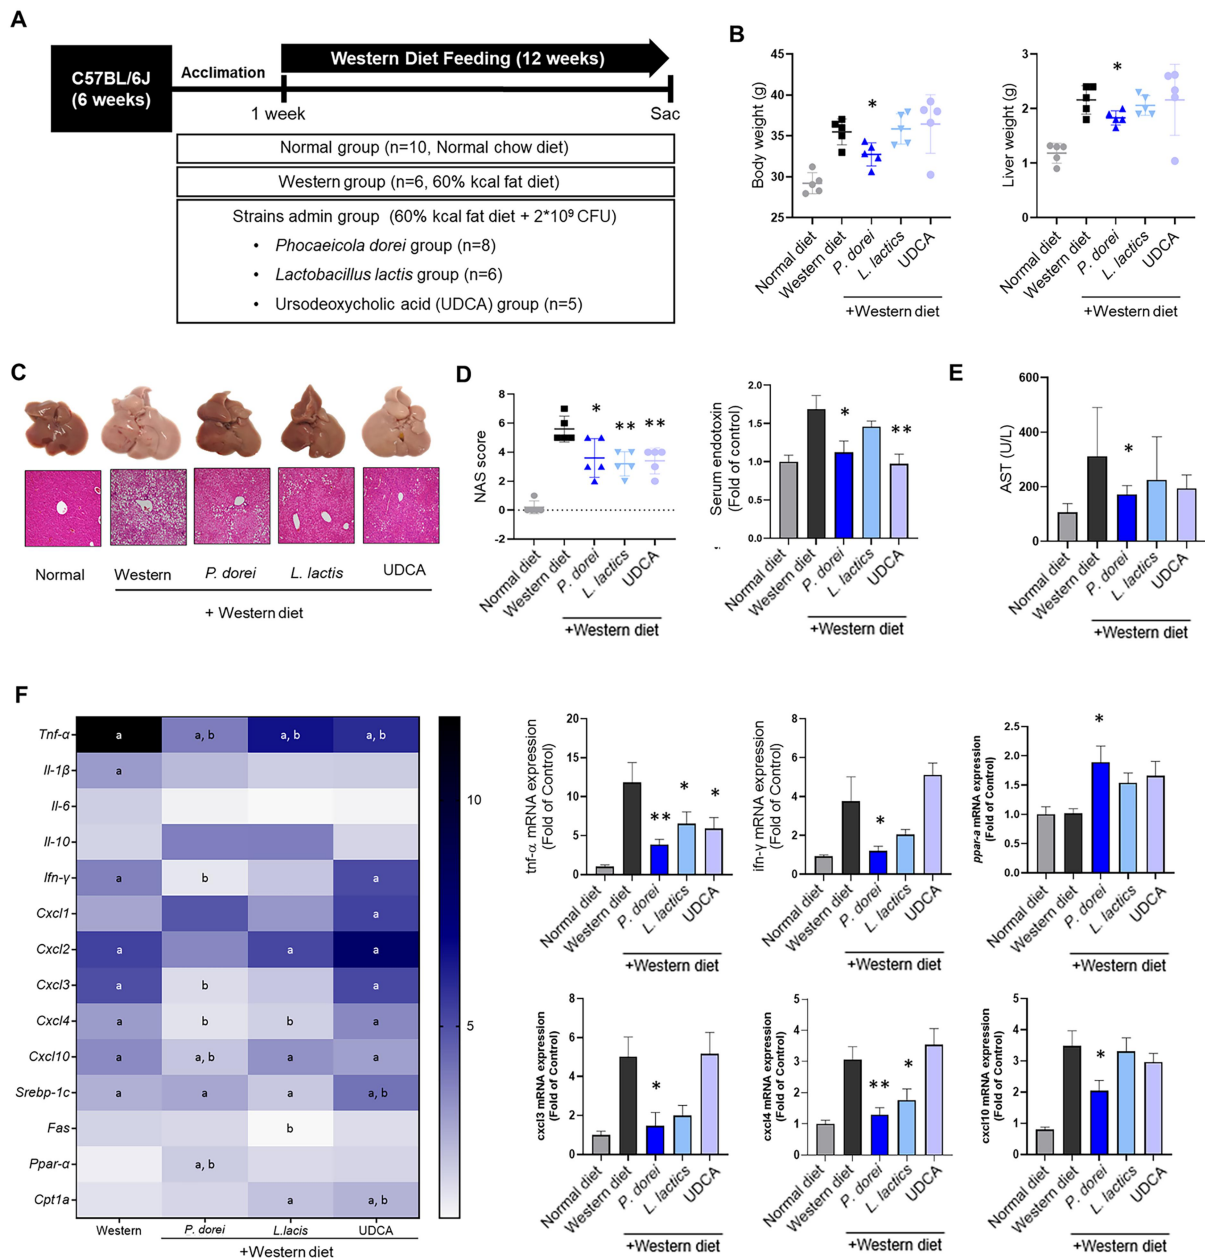 A
C57BL/6J
(6 weeks)
Acclimation
Western Diet Feeding (12 weeks)
1 week
Sac
Normal group (n=10, Normal chow diet)
Western group (n=6, 60% kcal fat diet)
Strains admin group (60% kcal fat diet + 2*10⁹ CFU)
• Phocaeicola dorei group (n=8)
• Lactobacillus lactis group (n=6)
• Ursodeoxycholic acid (UDCA) group (n=5)
B
Body weight (g)
45
40
35
30
25
*
Normal diet
Western diet
P. dorei
L. lactics
UDCA
+Western diet
Liver weight (g)
3
2
1
0
*
Normal diet
Western diet
P. dorei
L. lactics
UDCA
+Western diet
C
Normal
Western
P. dorei
L. lactis
UDCA
+ Western diet
D
NAS score
8
6
4
2
0
-2
* ** **
Normal diet
Western diet
P. dorei
L. lactics
UDCA
+Western diet
Serum endotoxin
(Fold of control)
2.0
1.5
1.0
0.5
0.0
* **
Normal diet
Western diet
P. dorei
L. lactics
UDCA
+Western diet
E
AST (U/L)
600
400
200
0
*
Normal diet
Western diet
P. dorei
L. lactics
UDCA
+Western diet
F
Tnf-α a a, b a, b a, b
Il-1β a
Il-6
Il-10
Ifn-γ a b a
Cxcl1 a
Cxcl2 a a a
Cxcl3 a b a
Cxcl4 a b b a
Cxcl10 a a, b a a
Srebp-1c a a a a, b
Fas b
Ppar-α a, b
Cpt1a a a, b
Western P. dorei L.lacis UDCA
+Western diet
10
5
tnf-α mRNA expression
(Fold of Control)
20
15
10
5
0
** * *
Normal diet
Western diet
P. dorei
L. lactics
UDCA
+Western diet
ifn-γ mRNA expression
(Fold of Control)
8
6
4
2
0
*
Normal diet
Western diet
P. dorei
L. lactics
UDCA
+Western diet
ppar-a mRNA expression
(Fold of Control)
2.5
2.0
1.5
1.0
0.5
0.0
*
Normal diet
Western diet
P. dorei
L. lactics
UDCA
+Western diet
cxcl3 mRNA expression
(Fold of Control)
8
6
4
2
0
*
Normal diet
Western diet
P. dorei
L. lactics
UDCA
+Western diet
cxcl4 mRNA expression
(Fold of Control)
5
4
3
2
1
0
** *
Normal diet
Western diet
P. dorei
L. lactics
UDCA
+Western diet
cxcl10 mRNA expression
(Fold of Control)
5
4
3
2
1
0
*
Normal diet
Western diet
P. dorei
L. lactics
UDCA
+Western diet